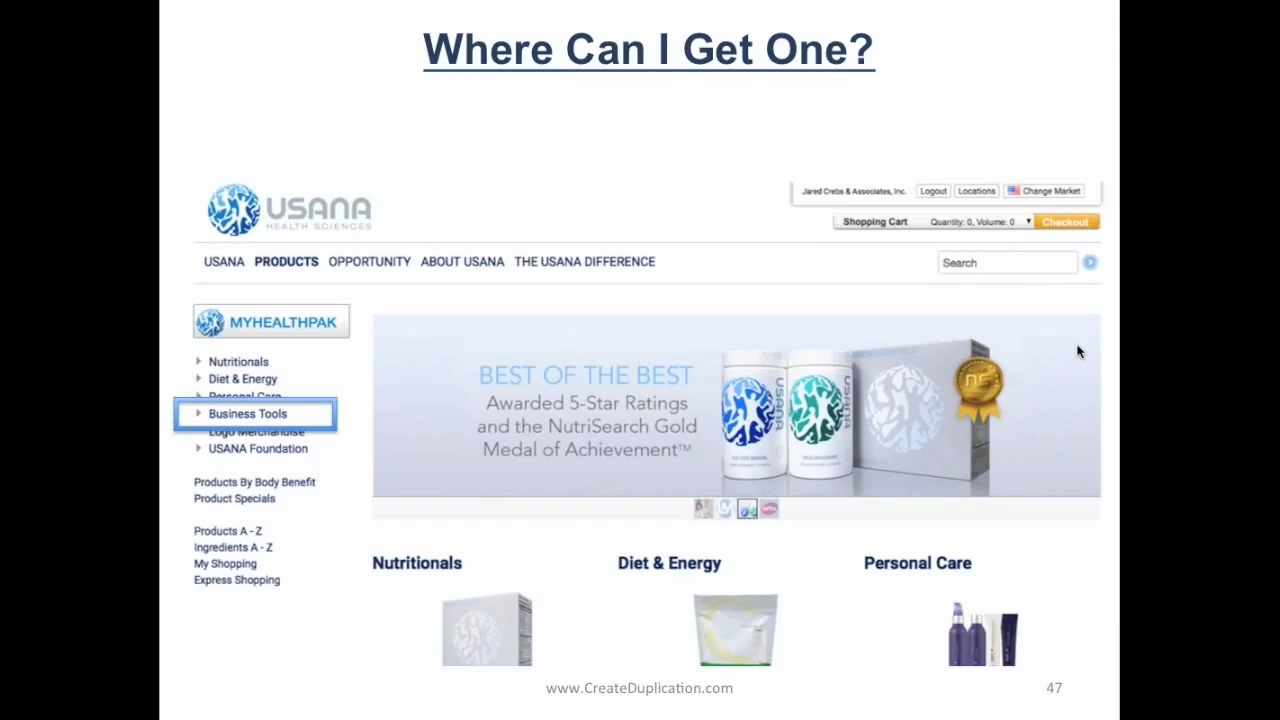 Where Can I Get One?
USANA
HEALTH SCIENCES
Jared Crebs & Associates, Inc.
Logout
Locations
Change Market
Shopping Cart
Quantity: 0, Volume: 0
Checkout
USANA PRODUCTS OPPORTUNITY ABOUT USANA THE USANA DIFFERENCE
Search
MYHEALTHPAK
Nutritionals
Diet & Energy
Personal Care
Business Tools
Logo Merchandise
USANA Foundation
Products By Body Benefit
Product Specials
Products A - Z
Ingredients A - Z
My Shopping
Express Shopping
BEST OF THE BEST
Awarded 5-Star Ratings
and the NutriSearch Gold
Medal of Achievement™
USANA
USANA
ns
Nutritionals
Diet & Energy
Personal Care
www.CreateDuplication.com
47